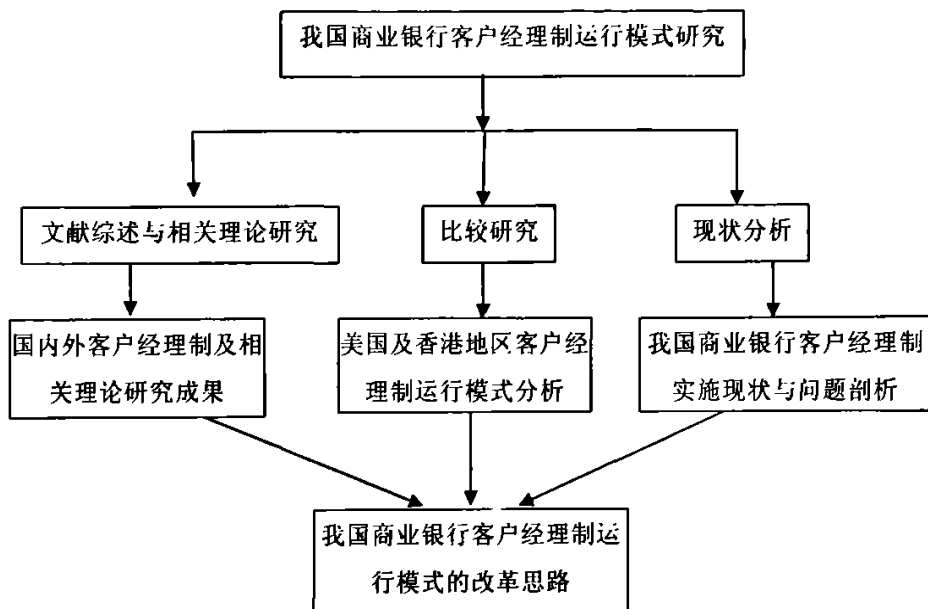 我国商业银行客户经理制运行模式研究
文献综述与相关理论研究
比较研究
现状分析
国内外客户经理制及相
关理论研究成果
美国及香港地区客户经
理制运行模式分析
我国商业银行客户经理制
实施现状与问题剖析
我国商业银行客户经理制运
行模式的改革思路